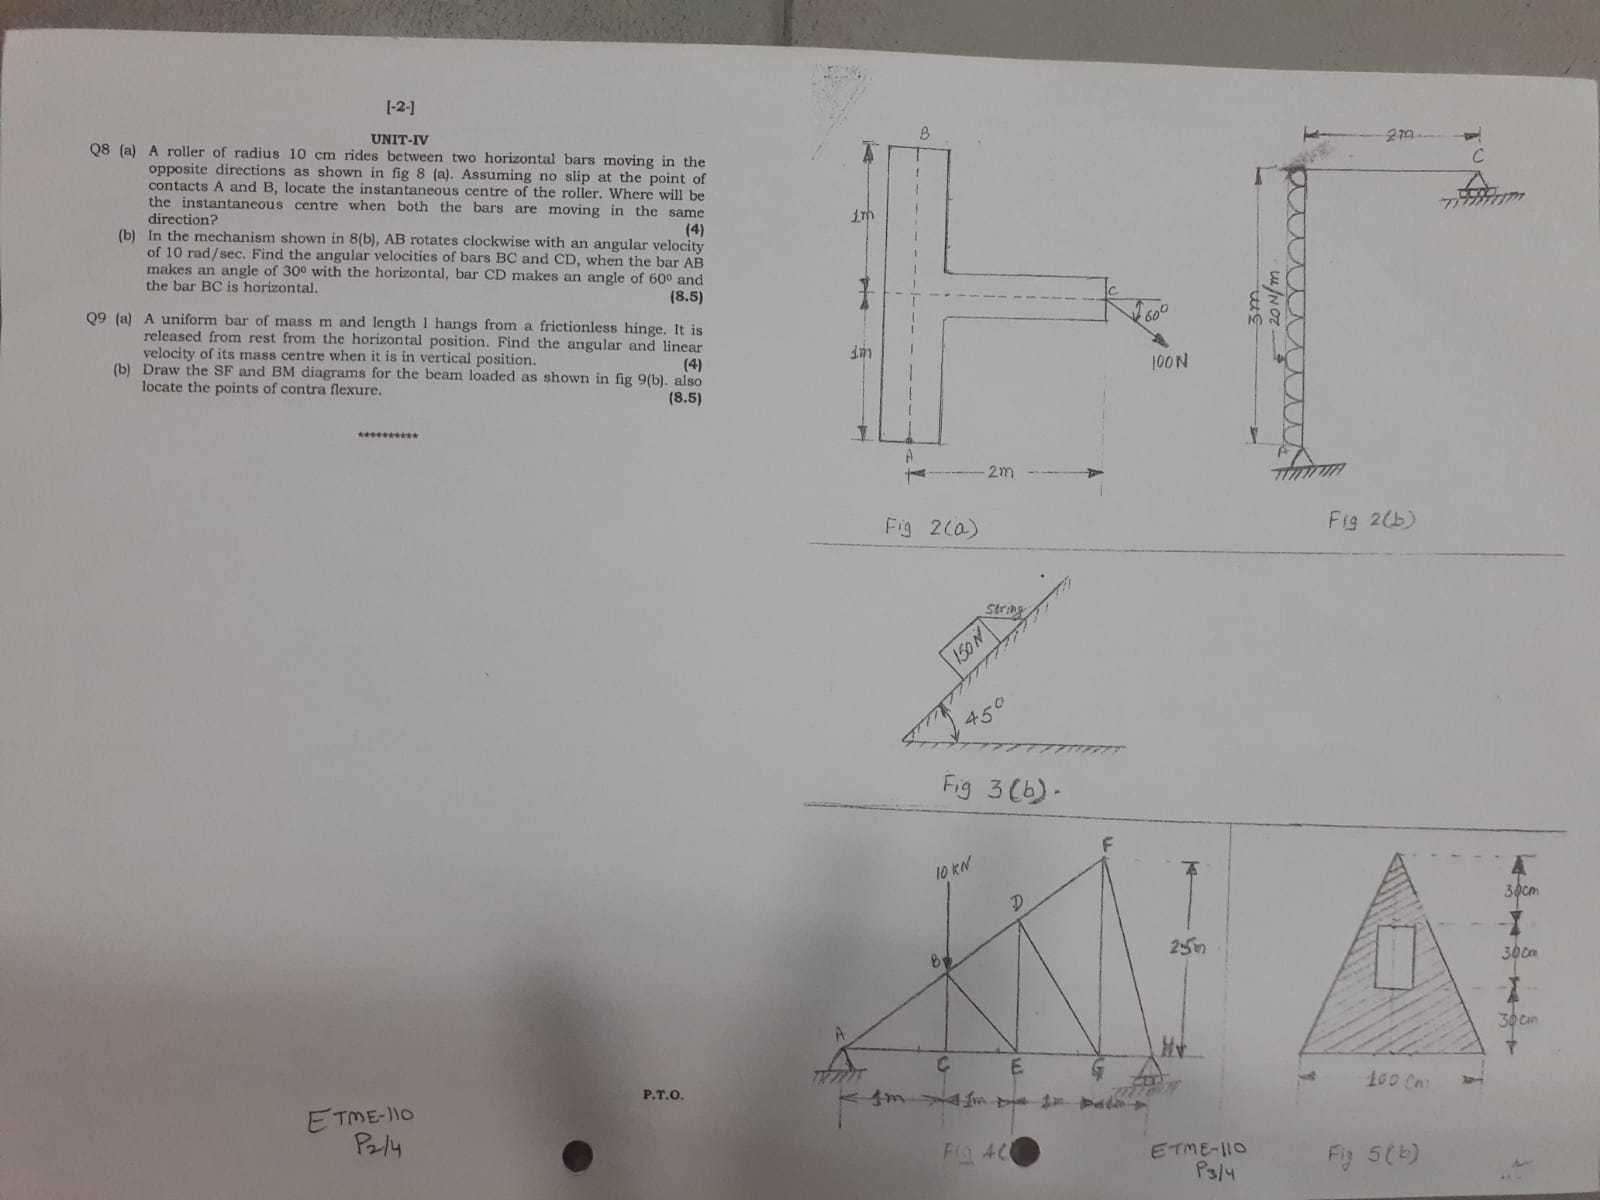 [-2-]
UNIT-IV
Q8 (a) A roller of radius 10 cm rides between two horizontal bars moving in the
opposite directions as shown in fig 8 (a). Assuming no slip at the point of
contacts A and B, locate the instantaneous centre of the roller. Where will be
the instantaneous centre when both the bars are moving in the same
direction? (4)
(b) In the mechanism shown in 8(b), AB rotates clockwise with an angular velocity
of 10 rad/sec. Find the angular velocities of bars BC and CD, when the bar AB
makes an angle of 30⁰ with the horizontal, bar CD makes an angle of 60⁰ and
the bar BC is horizontal. (8.5)
Q9 (a) A uniform bar of mass m and length l hangs from a frictionless hinge. It is
released from rest from the horizontal position. Find the angular and linear
velocity of its mass centre when it is in vertical position. (4)
(b) Draw the SF and BM diagrams for the beam loaded as shown in fig 9(b). also
locate the points of contra flexure. (8.5)
**********
P.T.O.
ETME-110
P2/4
B
1m
C
60⁰
1m
100N
A
2m
Fig 2(a)
2m
C
3m
20 N/m
A
Fig 2(b)
String
150N
45⁰
Fig 3(b).
10 KN
F
D
B
2.5m
A
C
E
G
H
1m
1m
1m
1m
Fig 4(
ETME-110
P3/4
30cm
30cm
30cm
100 Cm
Fig 5(b)